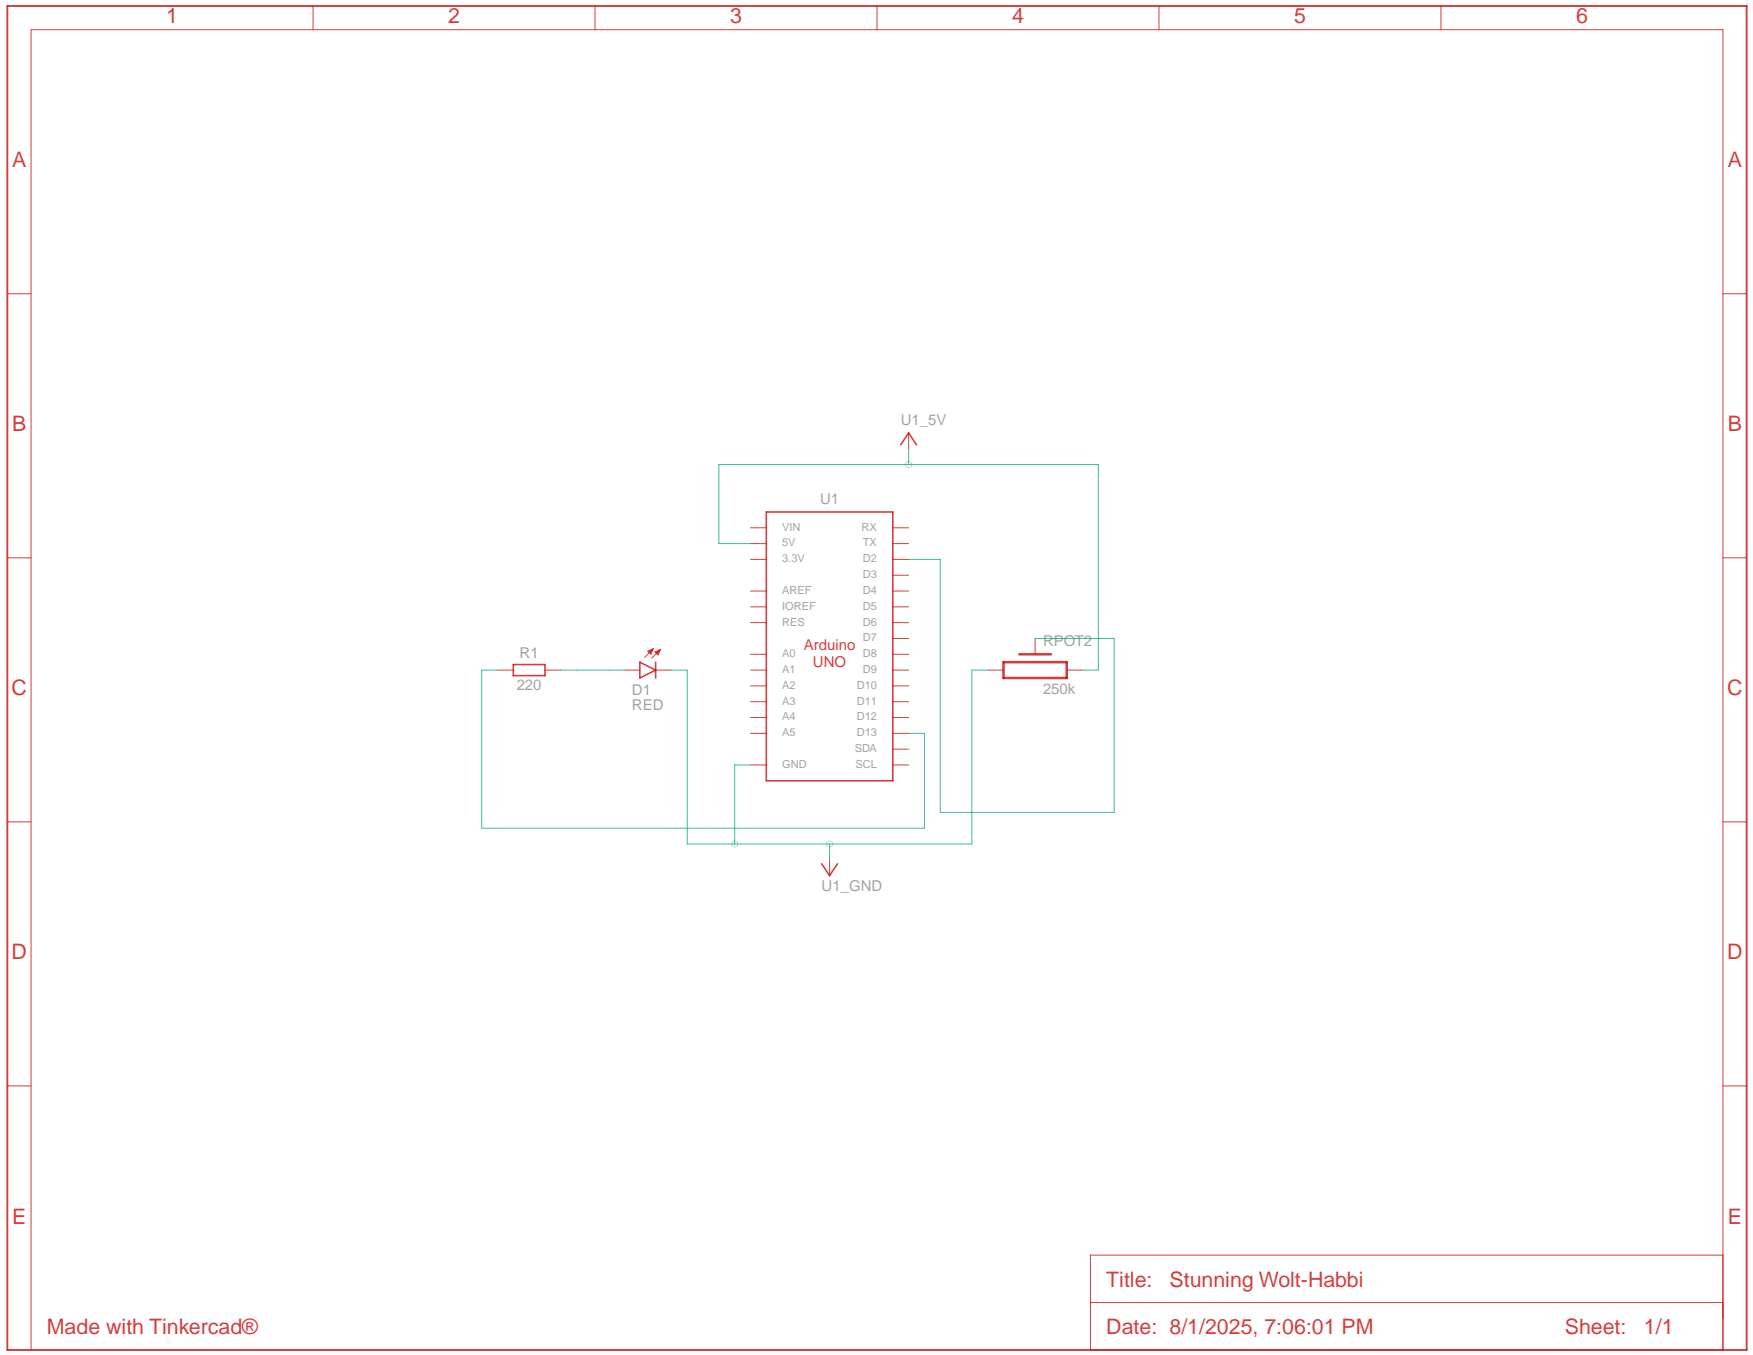 1 2 3 4 5 6
A A
B B
U1_5V
U1
VIN RX
5V TX
3.3V D2
D3
AREF D4
IOREF D5
RES D6
D7
Arduino
UNO
A0 D8
A1 D9
A2 D10
A3 D11
A4 D12
A5 D13
SDA
GND SCL
R1
220
D1
RED
RPOT2
250k
C C
U1_GND
D D
E E
Title: Stunning Wolt-Habbi
Made with Tinkercad®
Date: 8/1/2025, 7:06:01 PM Sheet: 1/1